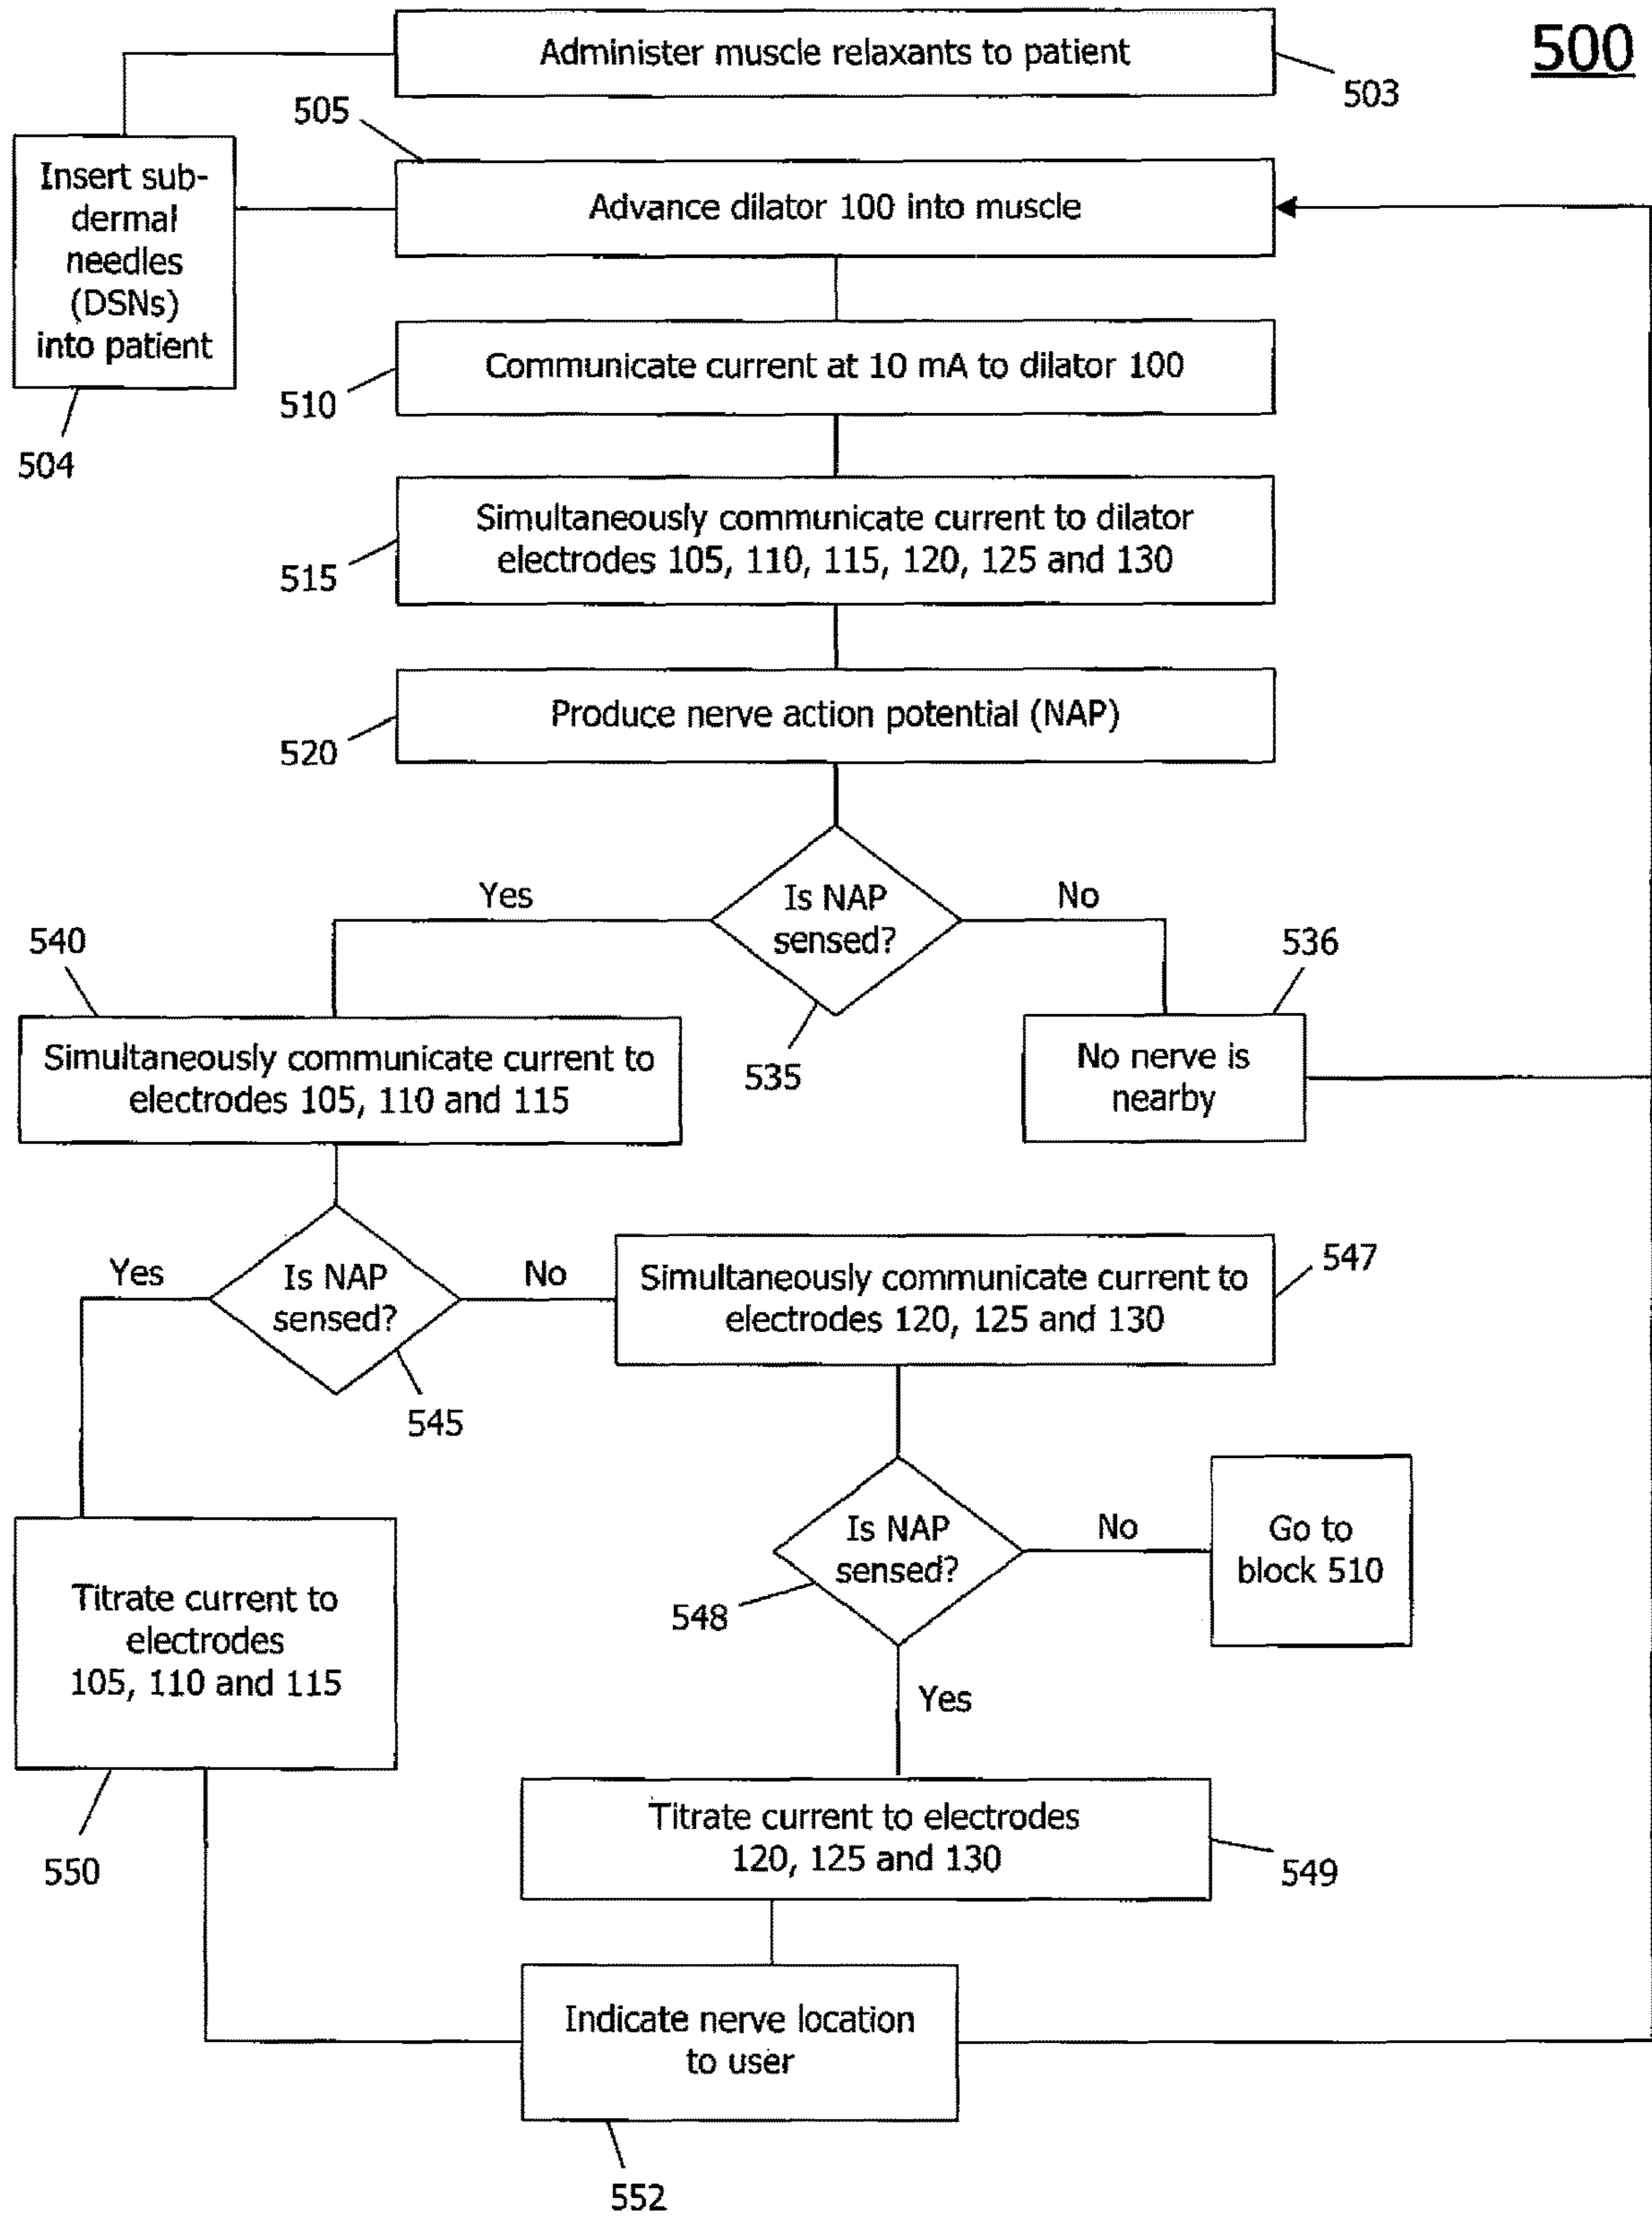 500
Administer muscle relaxants to patient
503
505
Insert sub-
dermal
needles
(DSNs)
into patient
504
Advance dilator 100 into muscle
Communicate current at 10 mA to dilator 100
510
Simultaneously communicate current to dilator
electrodes 105, 110, 115, 120, 125 and 130
515
Produce nerve action potential (NAP)
520
Is NAP
sensed?
Yes
No
535
540
536
Simultaneously communicate current to
electrodes 105, 110 and 115
No nerve is
nearby
Is NAP
sensed?
Yes
No
545
Simultaneously communicate current to
electrodes 120, 125 and 130
547
Is NAP
sensed?
548
No
Go to
block 510
Yes
Titrate current to
electrodes
105, 110 and 115
550
Titrate current to electrodes
120, 125 and 130
549
Indicate nerve location
to user
552